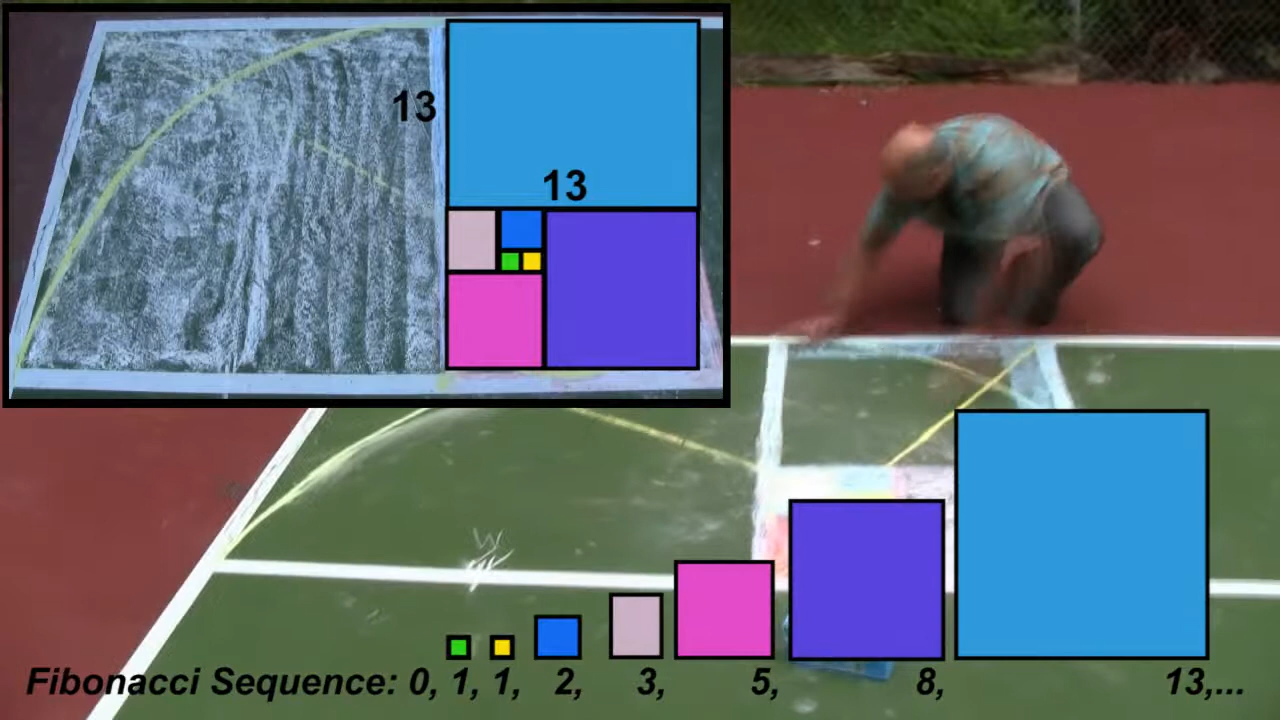 13
13
Fibonacci Sequence: 0, 1, 1, 2, 3, 5, 8, 13,...